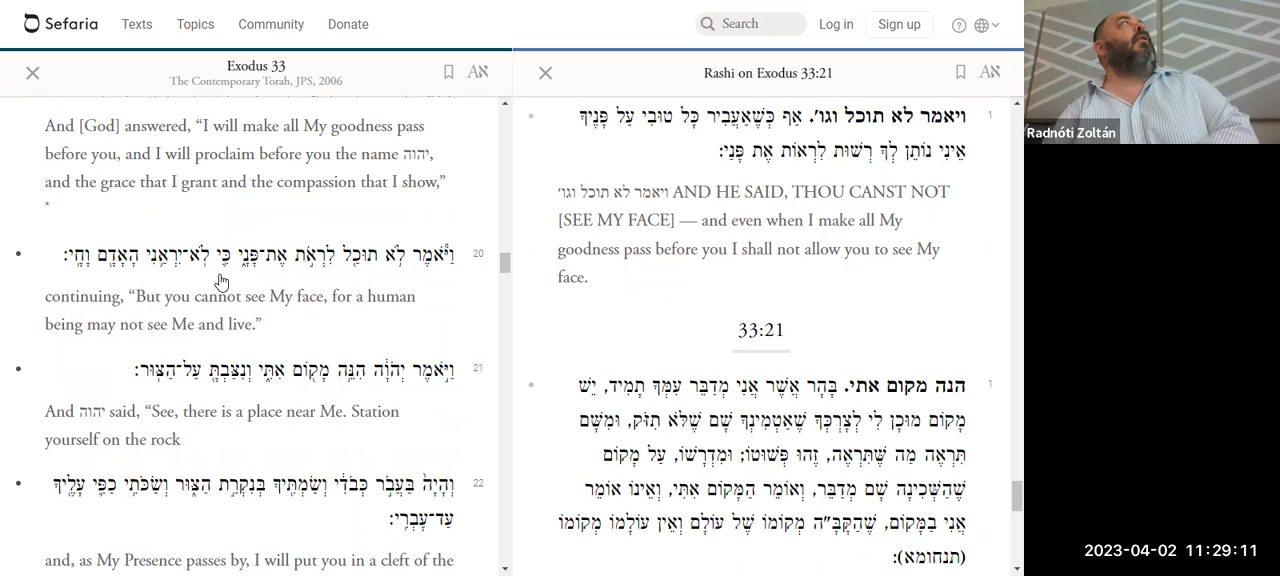 Sefaria
Texts
Topics
Community
Donate
Search
Log in
Sign up
Exodus 33
The Contemporary Torah, JPS, 2006
And [God] answered, “I will make all My goodness pass
before you, and I will proclaim before you the name יהוה,
and the grace that I grant and the compassion that I show,”
*
20
וַיֹּ֕אמֶר לֹ֥א תוּכַ֖ל לִרְאֹ֣ת אֶת־פָּנָ֑י כִּ֛י לֹֽא־יִרְאַ֥נִי הָאָדָ֖ם וָחָֽי׃
continuing, “But you cannot see My face, for a human
being may not see Me and live.”
21
וַיֹּ֣אמֶר יְהֹוָ֔ה הִנֵּ֥ה מָק֖וֹם אִתִּ֑י וְנִצַּבְתָּ֖ עַל־הַצּֽוּר׃
And יהוה said, “See, there is a place near Me. Station
yourself on the rock
22
וְהָיָה֙ בַּעֲבֹ֣ר כְּבֹדִ֔י וְשַׂמְתִּ֖יךָ בְּנִקְרַ֣ת הַצּ֑וּר וְשַׂכֹּתִ֥י כַפִּ֛י עָלֶ֖יךָ
עַד־עׇבְרִֽי׃
and, as My Presence passes by, I will put you in a cleft of the
Rashi on Exodus 33:21
1
ויאמר לא תוכל וגו׳. אַף כְּשֶׁאַעֲבִיר כָּל טוּבִי עַל פָּנֶיךָ
אֵינִי נוֹתֵן לְךָ רְשׁוּת לִרְאוֹת אֶת פָּנַי:
ויאמר לא תוכל וגו׳ AND HE SAID, THOU CANST NOT
[SEE MY FACE] — and even when I make all My
goodness pass before you I shall not allow you to see My
face.
33:21
1
הנה מקום אתי. בָּהָר אֲשֶׁר אֲנִי מְדַבֵּר עִמְּךָ תָּמִיד, יֵשׁ
מָקוֹם מוּכָן לִי לְצָרְכְּךָ שֶׁאַטְמִינְךָ שָׁם שֶׁלֹּא תִזֹּק, וּמִשָּׁם
תִּרְאֶה מַה שֶּׁתִּרְאֶה, זֶהוּ פְּשׁוּטוֹ; וּמִדְרָשׁוֹ, עַל מָקוֹם
שֶׁהַשְּׁכִינָה שָׁם מְדַבֵּר, וְאוֹמֵר הַמָּקוֹם אִתִּי, וְאֵינוֹ אוֹמֵר
אֲנִי בַמָּקוֹם, שֶׁהַקָּבָּ"ה מְקוֹמוֹ שֶׁל עוֹלָם וְאֵין עוֹלָמוֹ מְקוֹמוֹ
(תנחומא):
Radnóti Zoltán
2023-04-02 11:29:11